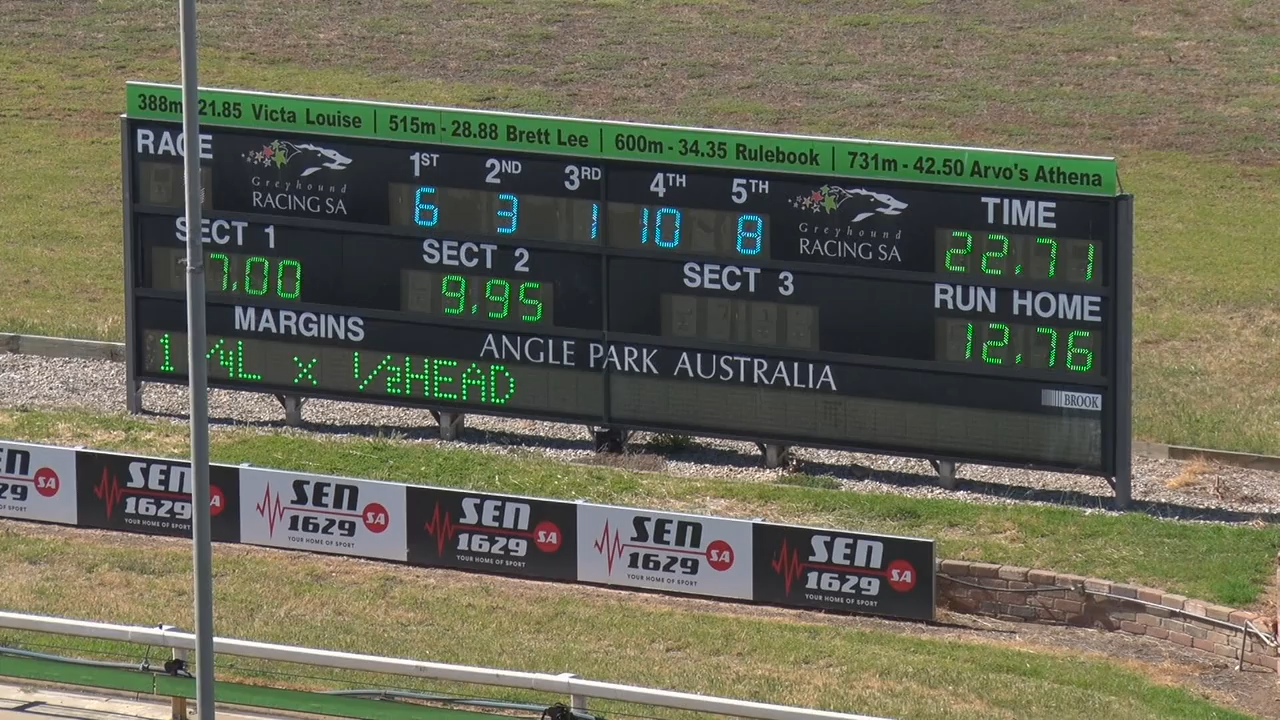 388m 21.85 Victa Louise | 515m - 28.88 Brett Lee | 600m - 34.35 Rulebook | 731m - 42.50 Arvo's Athena
RACE
Greyhound
RACING SA
1ST 2ND 3RD 4TH 5TH
6 3 1 10 8
Greyhound
RACING SA
TIME
22.71
SECT 1
7.00
SECT 2
9.95
SECT 3
RUN HOME
12.76
MARGINS
1 1/4L x 1/2HEAD
ANGLE PARK AUSTRALIA
BROOK
EN
29 SA
SEN
1629 SA
YOUR HOME OF SPORT
SEN
1629 SA
YOUR HOME OF SPORT
SEN
1629 SA
YOUR HOME OF SPORT
SEN
1629 SA
YOUR HOME OF SPORT
SEN
1629 SA
YOUR HOME OF SPORT